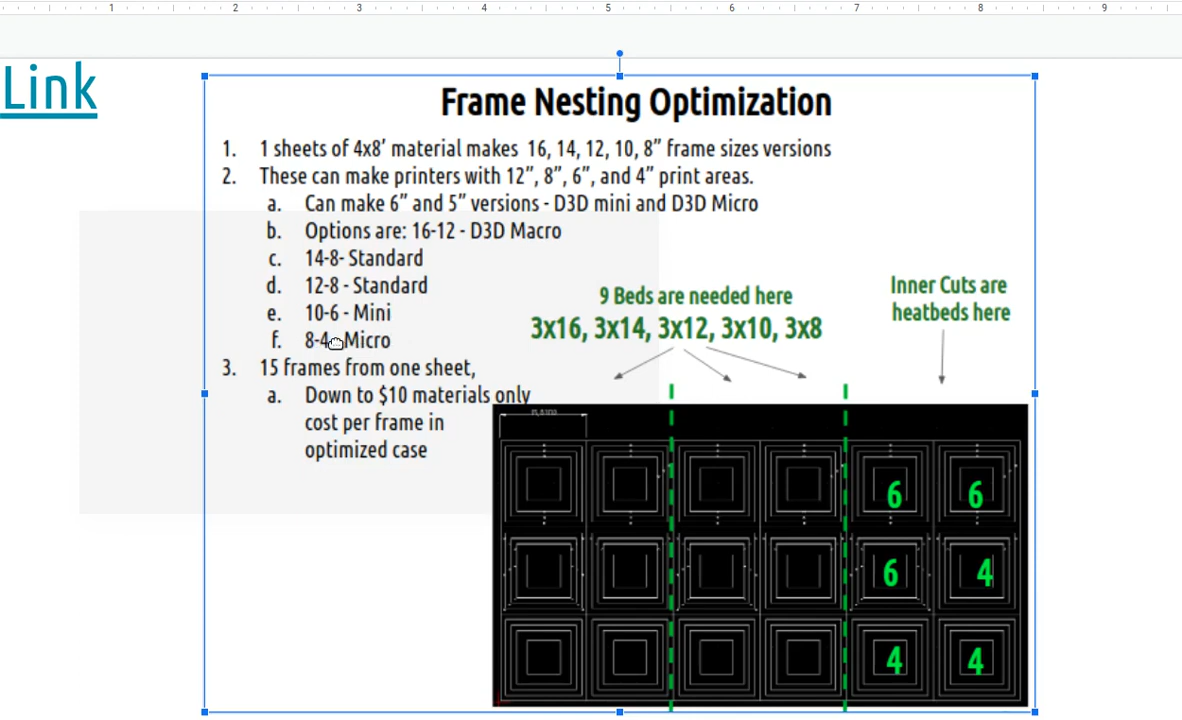 1 2 3 4 5 6 7 8 9
Link
Frame Nesting Optimization
1. 1 sheets of 4x8' material makes 16, 14, 12, 10, 8” frame sizes versions
2. These can make printers with 12”, 8”, 6”, and 4” print areas.
a. Can make 6” and 5” versions - D3D mini and D3D Micro
b. Options are: 16-12 - D3D Macro
c. 14-8- Standard
d. 12-8 - Standard
e. 10-6 - Mini
f. 8-4 Micro
3. 15 frames from one sheet,
a. Down to $10 materials only
cost per frame in
optimized case
9 Beds are needed here
3x16, 3x14, 3x12, 3x10, 3x8
Inner Cuts are
heatbeds here
6 6
6 4
4 4